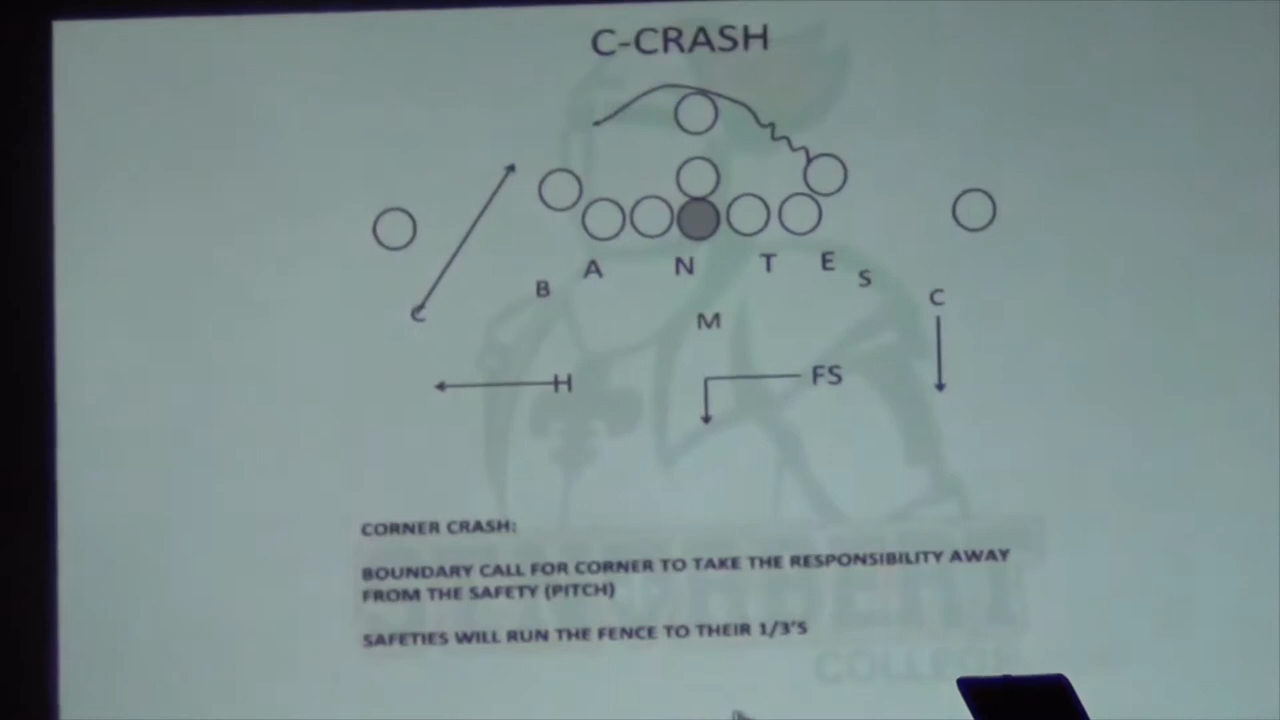 C-CRASH
B A N T E S
C C
M
H FS
CORNER CRASH:
BOUNDARY CALL FOR CORNER TO TAKE THE RESPONSIBILITY AWAY
FROM THE SAFETY (PITCH)
SAFETIES WILL RUN THE FENCE TO THEIR 1/3'S
COLLEGE